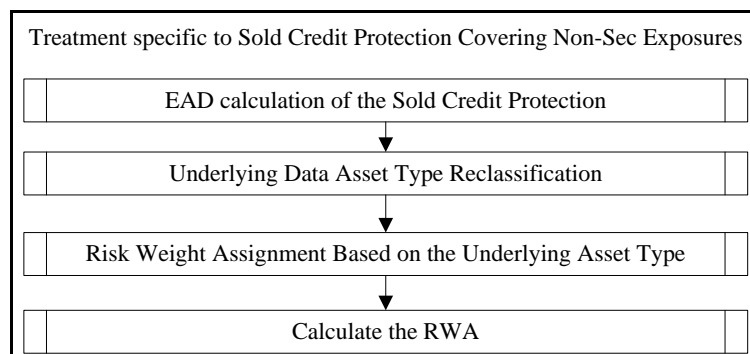 Treatment specific to Sold Credit Protection Covering Non-Sec Exposures
EAD calculation of the Sold Credit Protection
Underlying Data Asset Type Reclassification
Risk Weight Assignment Based on the Underlying Asset Type
Calculate the RWA